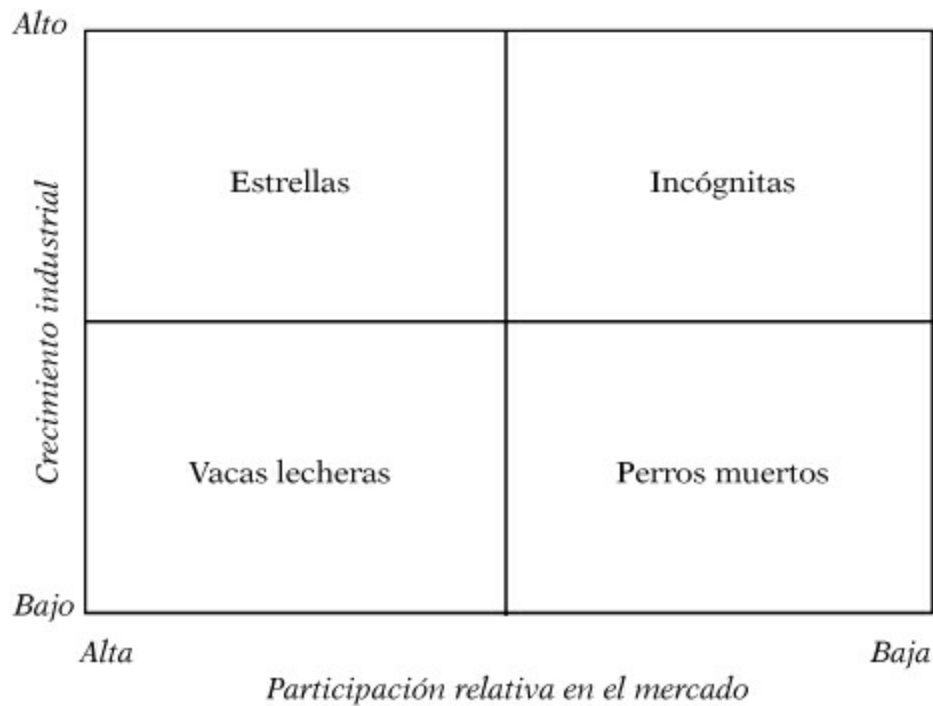 Alto
Estrellas
Incógnitas
Crecimiento industrial
Vacas lecheras
Perros muertos
Bajo
Alta
Baja
Participación relativa en el mercado